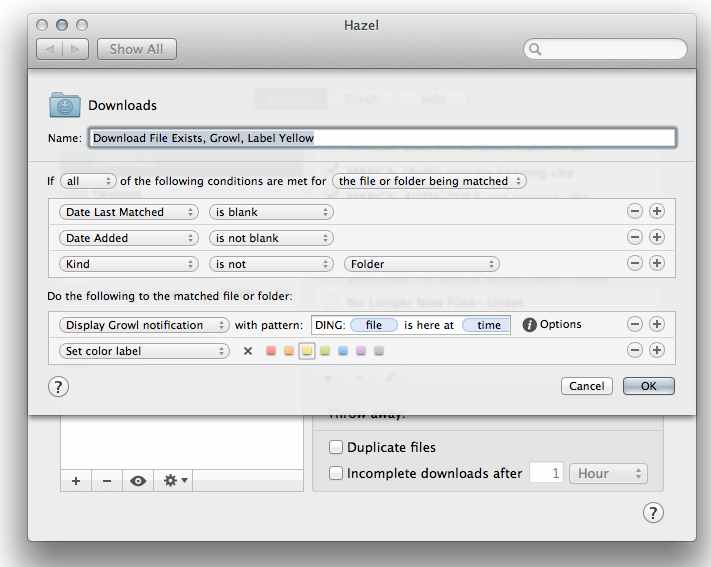 Hazel
Show All
Downloads
Name: Download File Exists, Growl, Label Yellow
If all of the following conditions are met for the file or folder being matched
Date Last Matched is blank
Date Added is not blank
Kind is not Folder
Do the following to the matched file or folder:
Display Growl notification with pattern: DING: file is here at time i Options
Set color label
? Cancel OK
Throw away:
Duplicate files
Incomplete downloads after 1 Hour
?